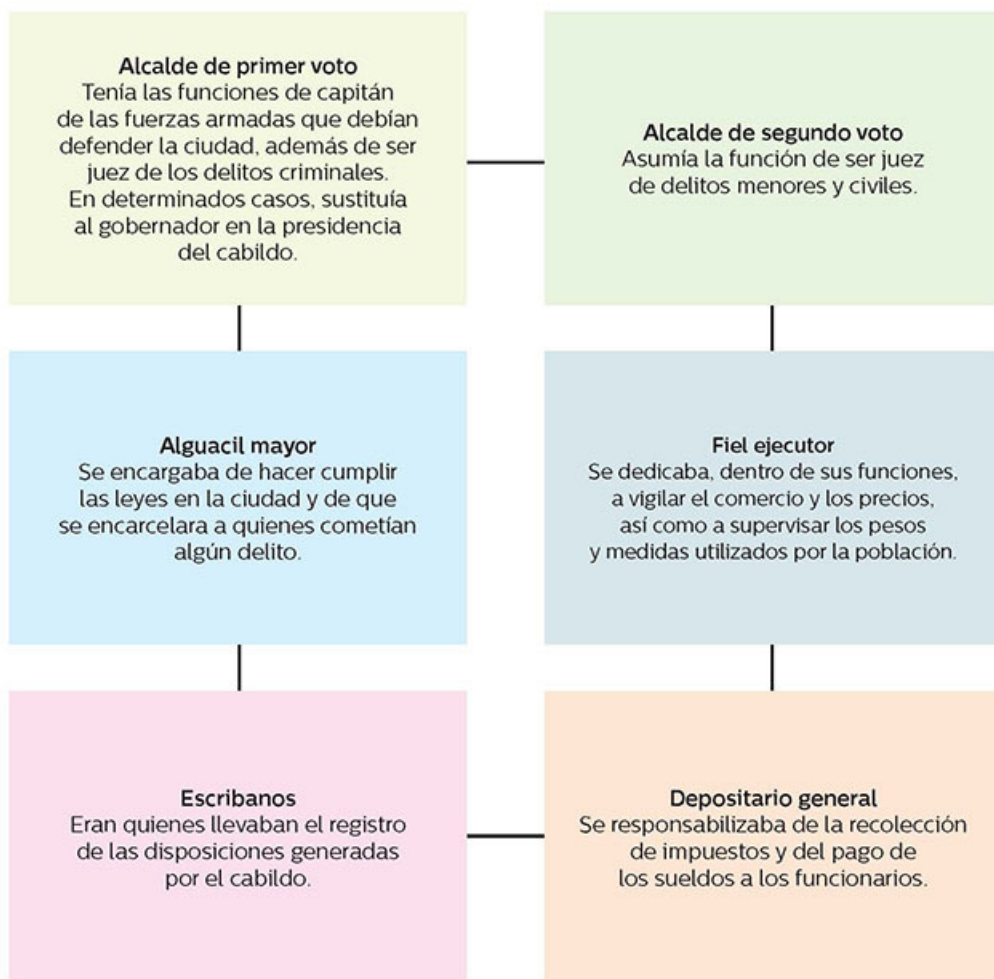 Alcalde de primer voto
Tenía las funciones de capitán
de las fuerzas armadas que debían
defender la ciudad, además de ser
juez de los delitos criminales.
En determinados casos, sustituía
al gobernador en la presidencia
del cabildo.
Alcalde de segundo voto
Asumía la función de ser juez
de delitos menores y civiles.
Alguacil mayor
Se encargaba de hacer cumplir
las leyes en la ciudad y de que
se encarcelara a quienes cometían
algún delito.
Fiel ejecutor
Se dedicaba, dentro de sus funciones,
a vigilar el comercio y los precios,
así como a supervisar los pesos
y medidas utilizados por la población.
Escribanos
Eran quienes llevaban el registro
de las disposiciones generadas
por el cabildo.
Depositario general
Se responsabilizaba de la recolección
de impuestos y del pago de
los sueldos a los funcionarios.